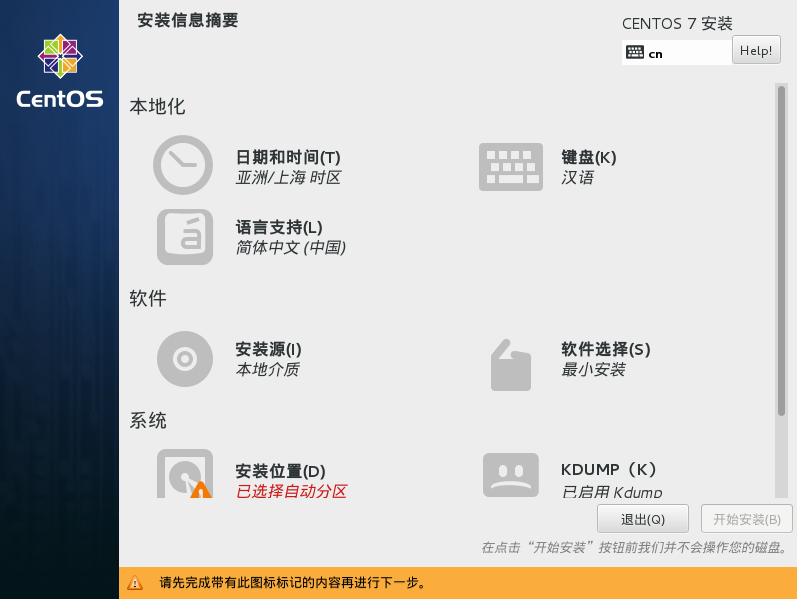 安装信息摘要
CENTOS 7 安装
cn
Help!
CentOS
本地化
日期和时间(T)
亚洲/上海 时区
键盘(K)
汉语
语言支持(L)
简体中文 (中国)
软件
安装源(I)
本地介质
软件选择(S)
最小安装
系统
安装位置(D)
已选择自动分区
KDUMP（K）
已启用 Kdump
退出(Q)
开始安装(B)
在点击“开始安装”按钮前我们并不会操作您的磁盘。
请先完成带有此图标标记的内容再进行下一步。